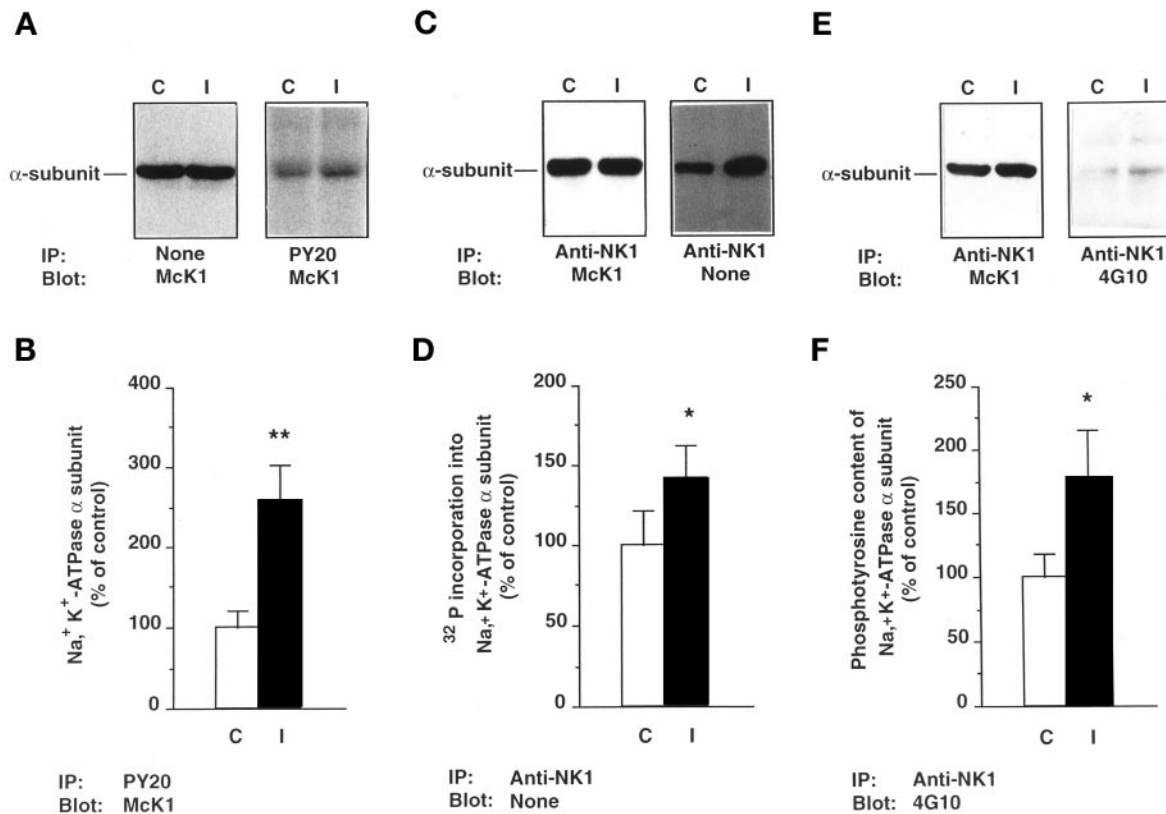 A
C I C I
α-subunit
IP: None PY20
Blot: McK1 McK1
C
C I C I
α-subunit
IP: Anti-NK1 Anti-NK1
Blot: McK1 None
E
C I C I
α-subunit
IP: Anti-NK1 Anti-NK1
Blot: McK1 4G10
B
Na,+ K+-ATPase α subunit
(% of control)
400
300
200
100
0
**
C I
IP: PY20
Blot: McK1
D
32 P incorporation into
Na,+ K+-ATPase α subunit
(% of control)
200
150
100
50
0
*
C I
IP: Anti-NK1
Blot: None
F
Phosphotyrosine content of
Na,+ K+-ATPase α subunit
(% of control)
250
200
150
100
50
0
*
C I
IP: Anti-NK1
Blot: 4G10